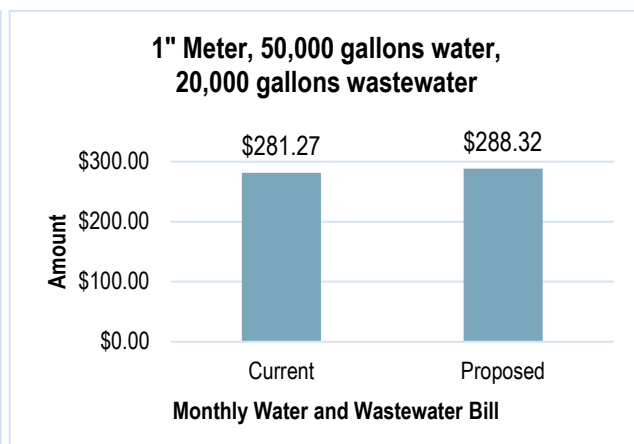 1" Meter, 50,000 gallons water,
20,000 gallons wastewater
$281.27
$288.32
$300.00
$200.00
$100.00
$0.00
Amount
Current
Proposed
Monthly Water and Wastewater Bill